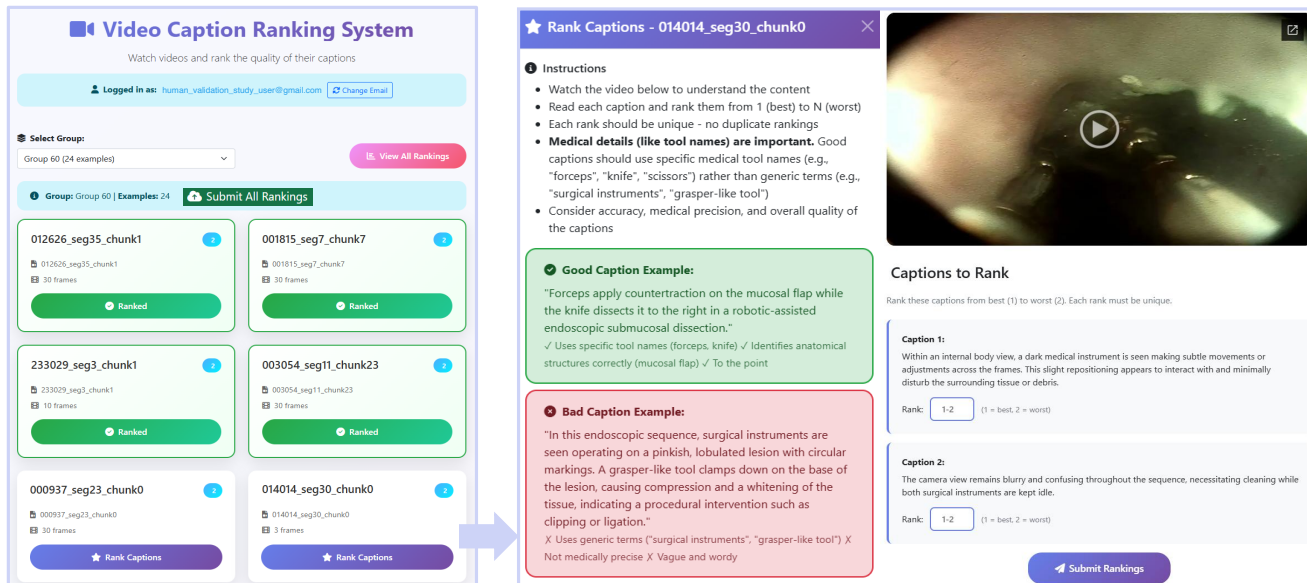 Video Caption Ranking System
Watch videos and rank the quality of their captions
Logged in as: human_validation_study_user@gmail.com Change Email
Select Group:
Group 60 (24 examples)
View All Rankings
Group: Group 60 | Examples: 24 Submit All Rankings
012626_seg35_chunk1 2
012626_seg35_chunk1
30 frames
Ranked
001815_seg7_chunk7 2
001815_seg7_chunk7
30 frames
Ranked
233029_seg3_chunk1 2
233029_seg3_chunk1
10 frames
Ranked
003054_seg11_chunk23 2
003054_seg11_chunk23
30 frames
Ranked
000937_seg23_chunk0 2
000937_seg23_chunk0
30 frames
Rank Captions
014014_seg30_chunk0 2
014014_seg30_chunk0
3 frames
Rank Captions
Rank Captions - 014014_seg30_chunk0
Instructions
• Watch the video below to understand the content
• Read each caption and rank them from 1 (best) to N (worst)
• Each rank should be unique - no duplicate rankings
• Medical details (like tool names) are important. Good
captions should use specific medical tool names (e.g.,
"forceps", "knife", "scissors") rather than generic terms (e.g.,
"surgical instruments", "grasper-like tool")
• Consider accuracy, medical precision, and overall quality of
the captions
Good Caption Example:
"Forceps apply countertraction on the mucosal flap while
the knife dissects it to the right in a robotic-assisted
endoscopic submucosal dissection."
✓ Uses specific tool names (forceps, knife) ✓ Identifies anatomical
structures correctly (mucosal flap) ✓ To the point
Bad Caption Example:
"In this endoscopic sequence, surgical instruments are
seen operating on a pinkish, lobulated lesion with circular
markings. A grasper-like tool clamps down on the base of
the lesion, causing compression and a whitening of the
tissue, indicating a procedural intervention such as
clipping or ligation."
✗ Uses generic terms ("surgical instruments", "grasper-like tool") ✗
Not medically precise ✗ Vague and wordy
Captions to Rank
Rank these captions from best (1) to worst (2). Each rank must be unique.
Caption 1:
Within an internal body view, a dark medical instrument is seen making subtle movements or
adjustments across the frames. This slight repositioning appears to interact with and minimally
disturb the surrounding tissue or debris.
Rank: 1-2 (1 = best, 2 = worst)
Caption 2:
The camera view remains blurry and confusing throughout the sequence, necessitating cleaning while
both surgical instruments are kept idle.
Rank: 1-2 (1 = best, 2 = worst)
Submit Rankings